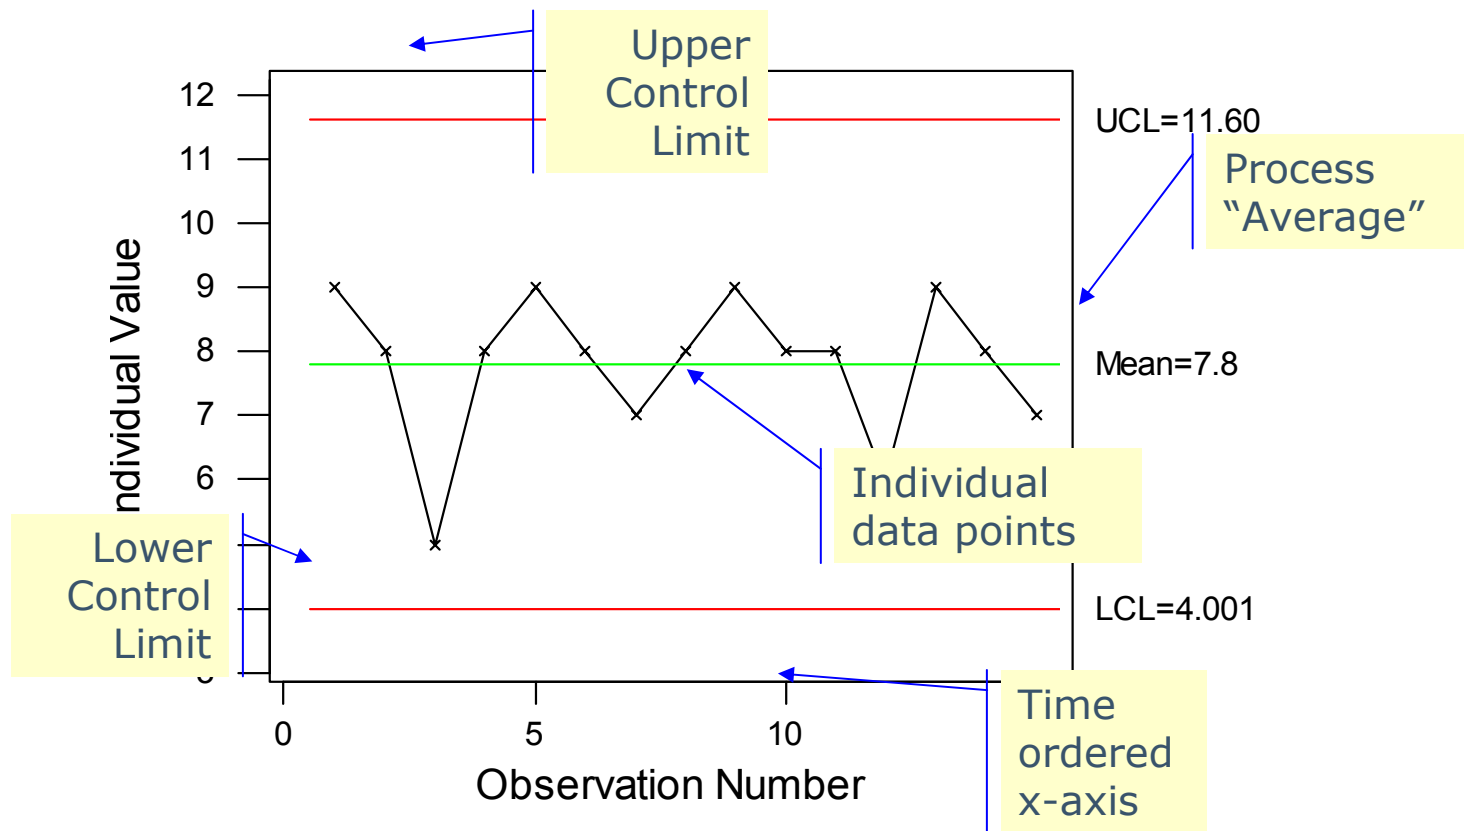 Upper
Control
Limit
12
11
10
9
8
7
6
UCL=11.60
Process
“Average”
Mean=7.8
Individual
data points
Lower
Control
Limit
LCL=4.001
0
5
10
Time
ordered
x-axis
Observation Number
ndividual Value